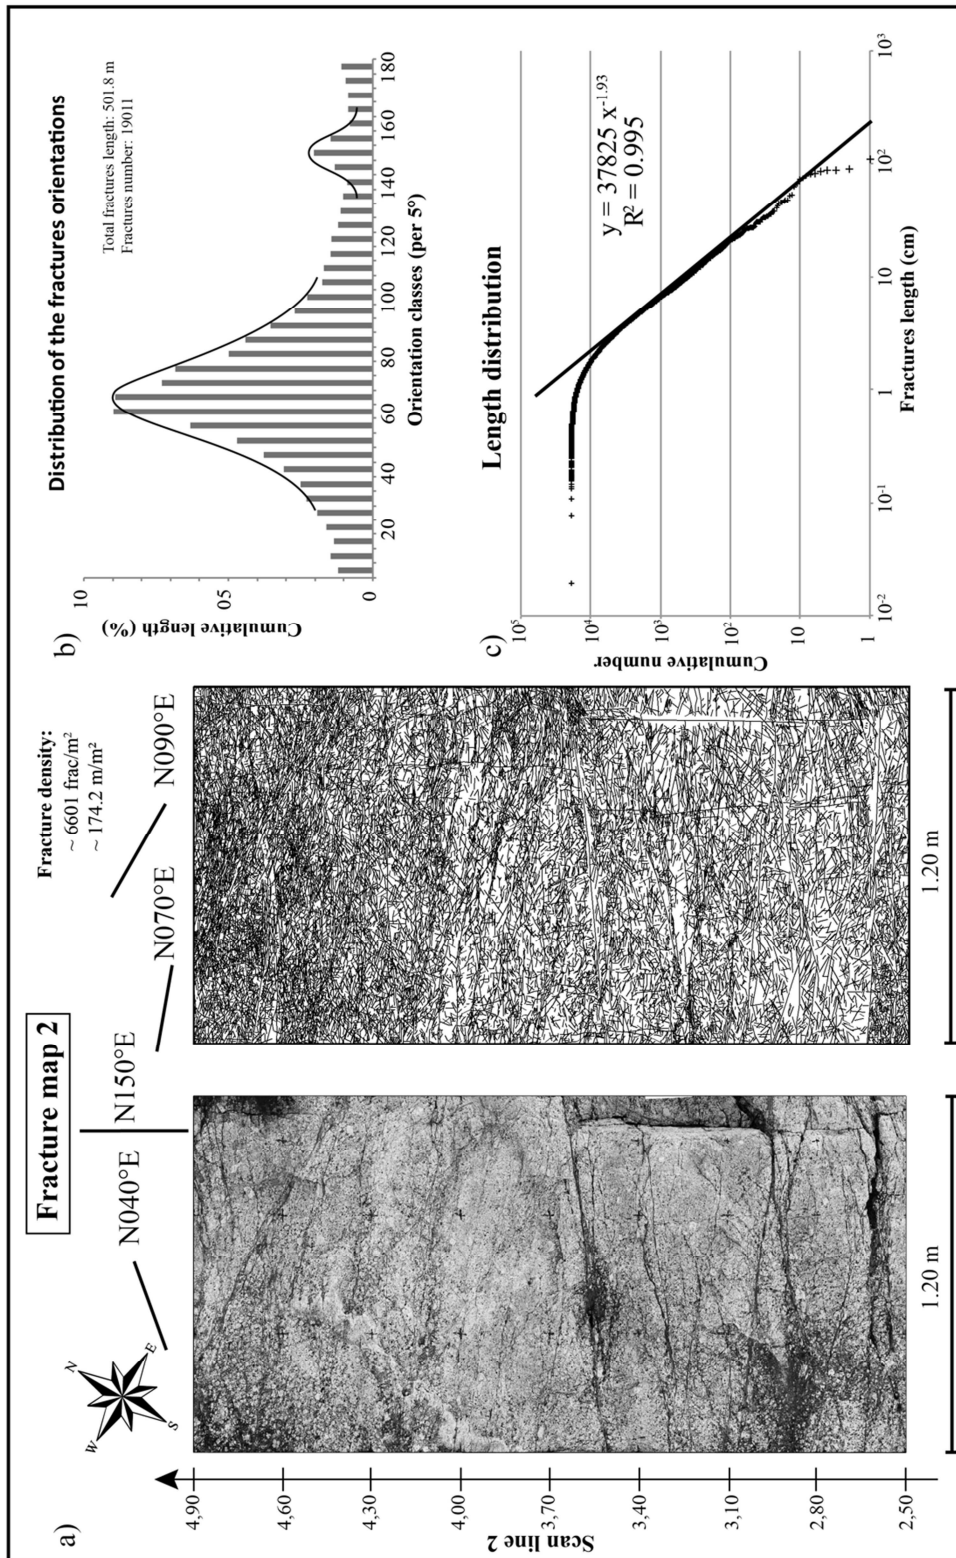 a)
Fracture map 2
W
N
S
E
N040°E
N150°E
N070°E
N090°E
Fracture density:
~ 6601 frac/m²
~ 174.2 m/m²
Scan line 2
4,90
4,60
4,30
4,00
3,70
3,40
3,10
2,80
2,50
1.20 m
1.20 m
b)
Distribution of the fractures orientations
Total fractures length: 501.8 m
Fractures number: 19011
Cumulative length (%)
10
05
0
20
40
60
80
100
120
140
160
180
Orientation classes (per 5°)
c)
Length distribution
y = 37825 x^-1.93
R² = 0.995
Cumulative number
10⁵
10⁴
10³
10²
10
1
10⁻²
10⁻¹
1
10
10²
10³
Fractures length (cm)